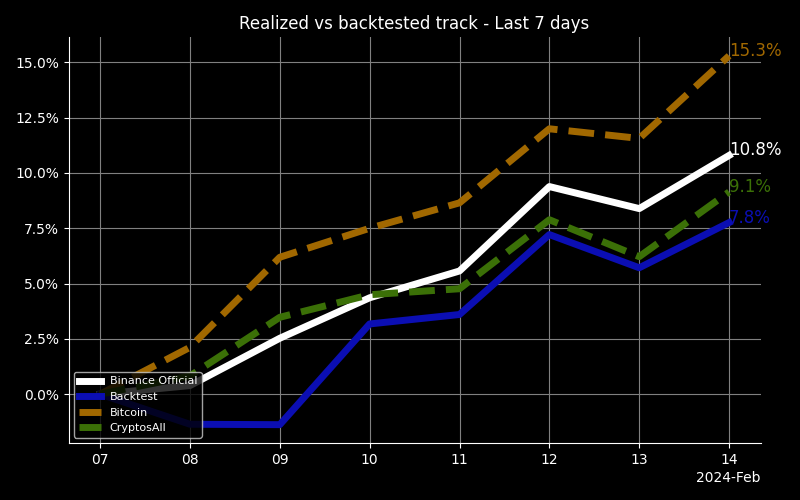 Realized vs backtested track - Last 7 days
15.3%
15.0%
12.5%
10.8%
10.0%
9.1%
7.8%
7.5%
5.0%
2.5%
0.0%
Binance Official
Backtest
Bitcoin
CryptosAll
07 08 09 10 11 12 13 14
2024-Feb